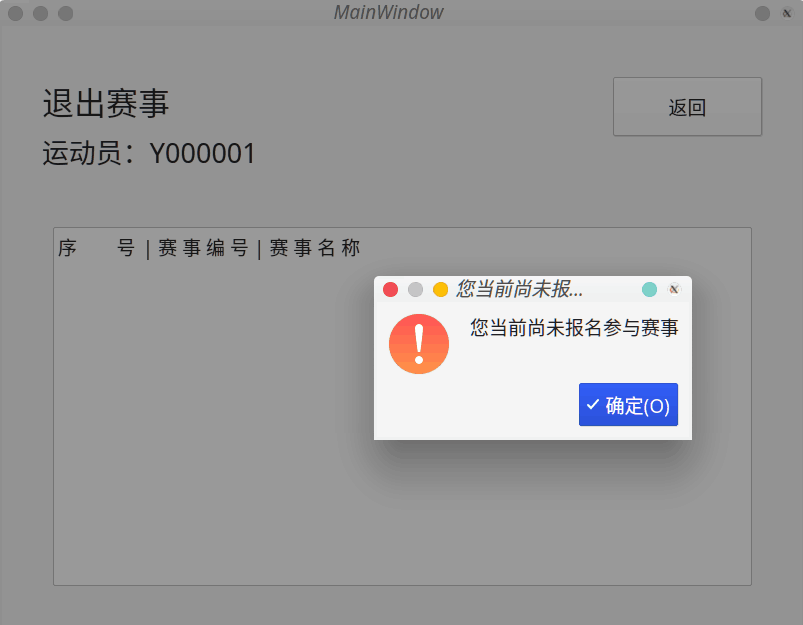 MainWindow
退出赛事
返回
运动员：Y000001
序 号 | 赛 事 编 号 | 赛 事 名 称
您当前尚未报...
您当前尚未报名参与赛事
确定(O)